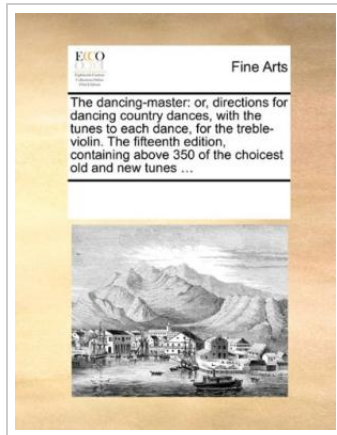 ECCO
Fine Arts
The dancing-master: or, directions for
dancing country dances, with the
tunes to each dance, for the treble-
violin. The fifteenth edition,
containing above 350 of the choicest
old and new tunes ...